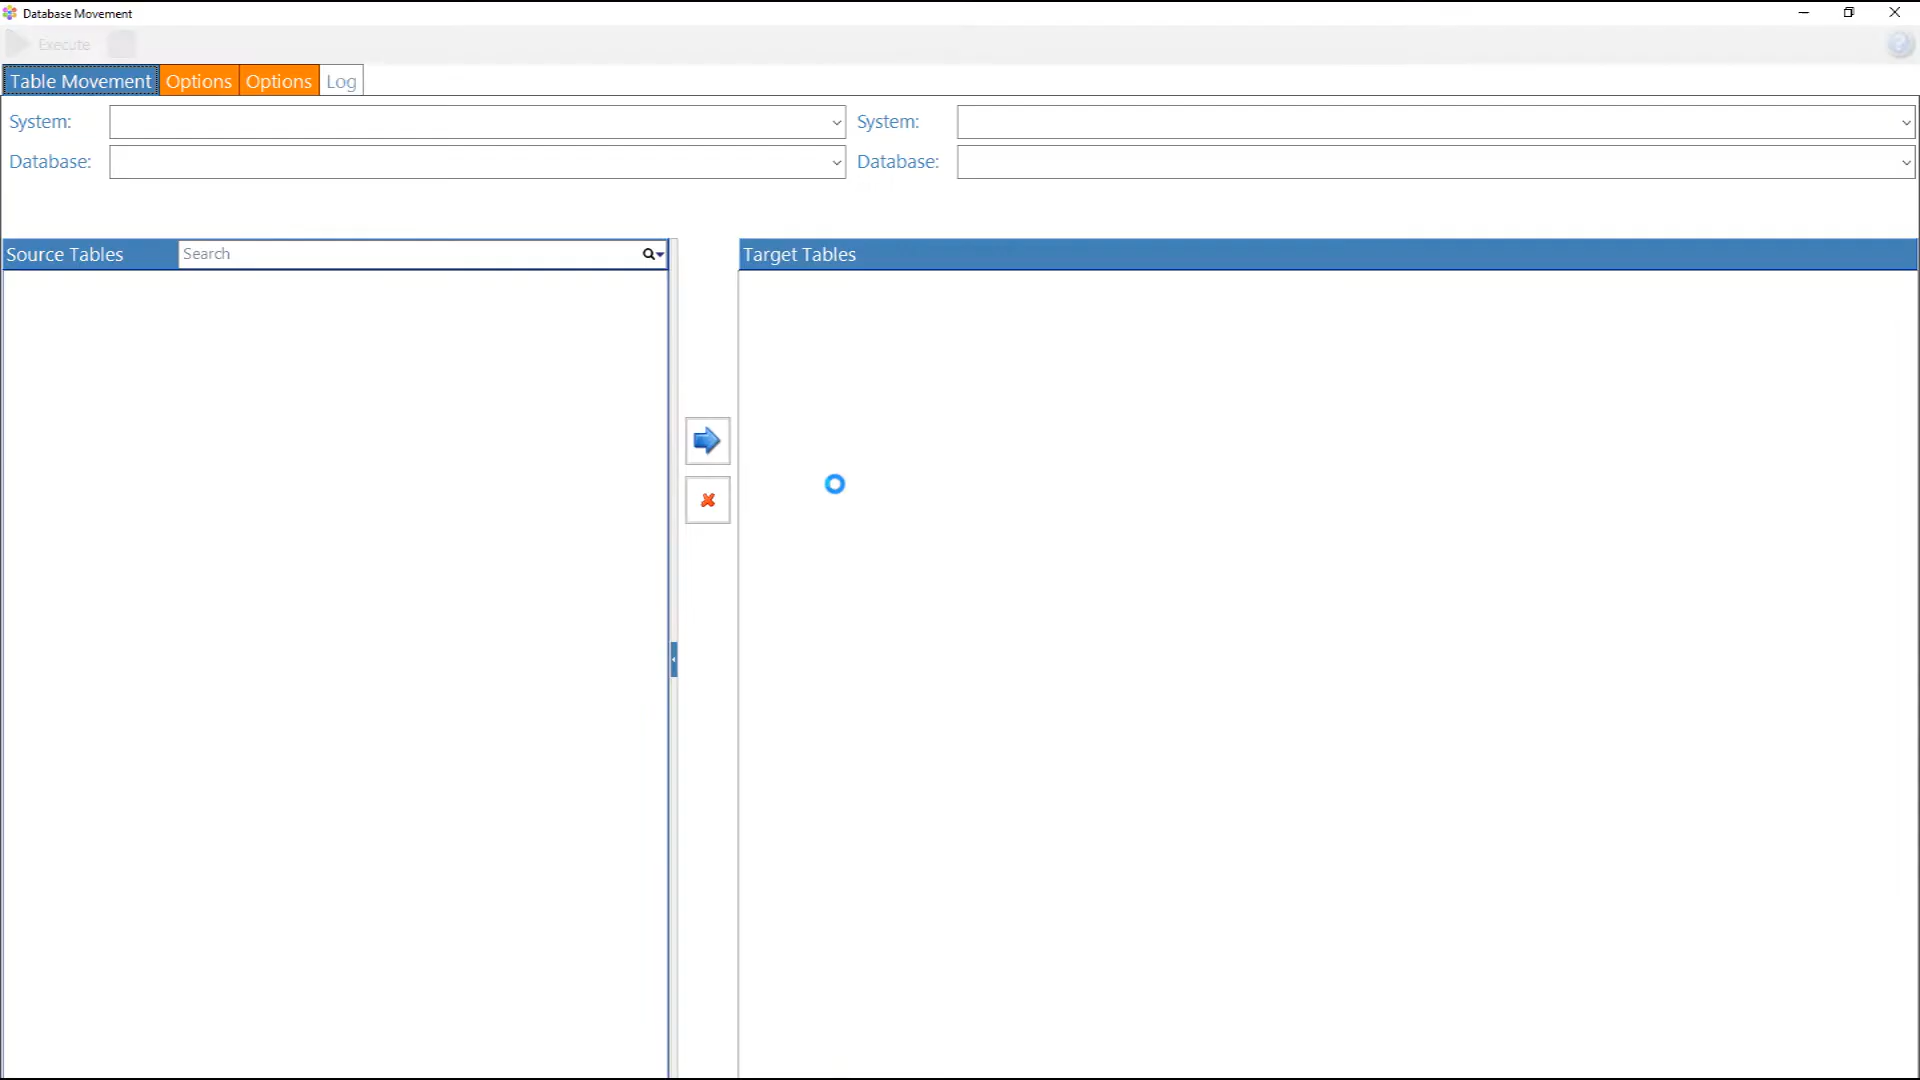 Database Movement
Execute
Table Movement Options Options Log
System: System:
Database: Database:
Source Tables Search Target Tables